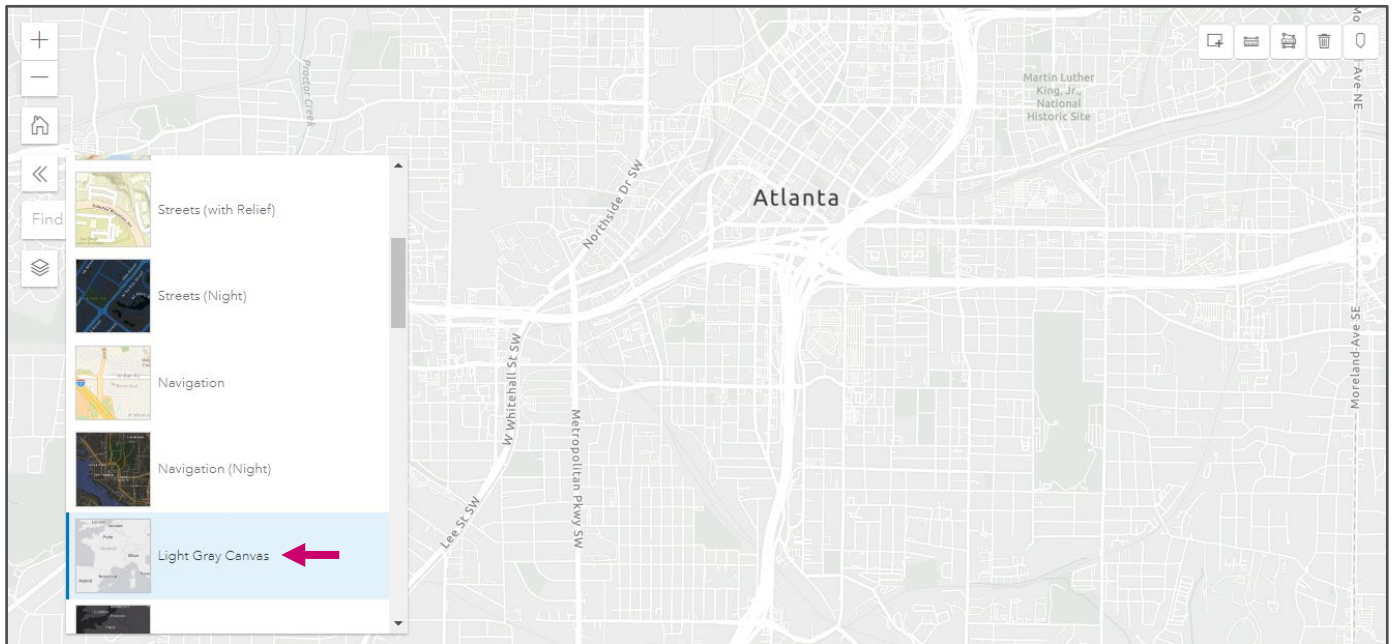 Find
Streets (with Relief)
Streets (Night)
Navigation
Navigation (Night)
Light Gray Canvas
Proctor Creek
Northside Dr SW
Atlanta
Martin Luther
King, Jr.,
National
Historic Site
Ave NE
W Whitehall St SW
Metropolitan Pkwy SW
Lee St SW
Moreland Ave SE